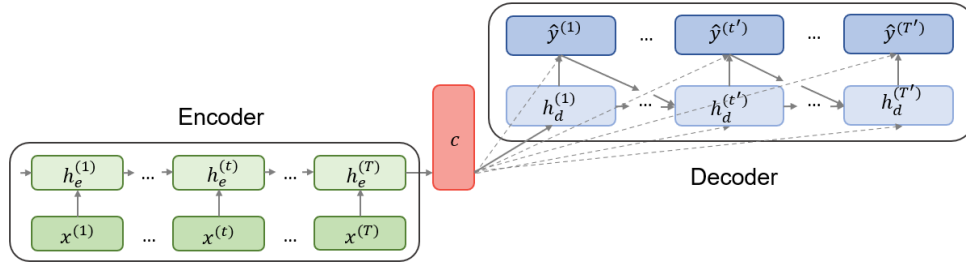 ŷ^(1) ... ŷ^(t′) ... ŷ^(T′)
h_d^(1) ... h_d^(t′) ... h_d^(T′)
c
Encoder
Decoder
h_e^(1) ... h_e^(t) ... h_e^(T)
x^(1) ... x^(t) ... x^(T)